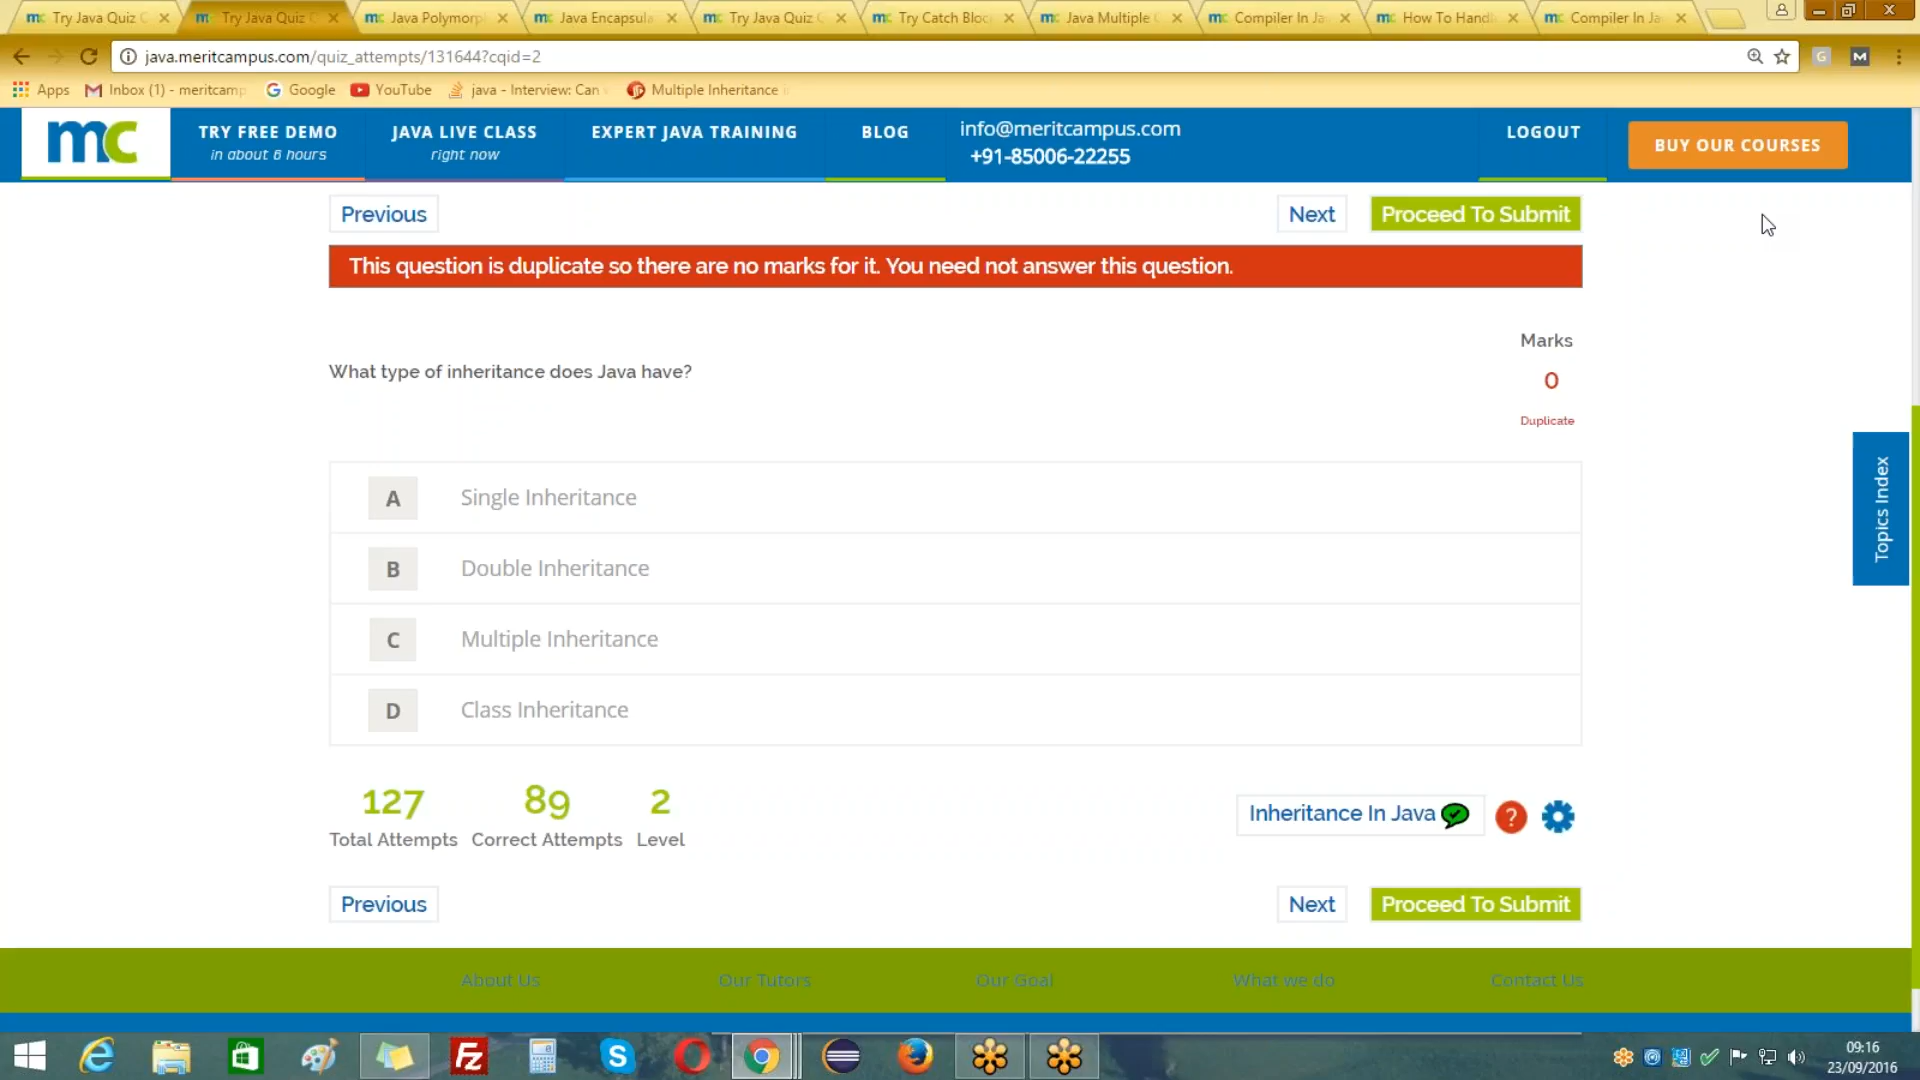 Try Java Quiz
Try Java Quiz
Java Polymorp
Java Encapsula
Try Java Quiz
Try Catch Bloc
Java Multiple
Compiler In Ja
How To Handl
Compiler In Ja
java.meritcampus.com/quiz_attempts/131644?cqid=2
Apps
Inbox (1) - meritcamp
Google
YouTube
java - Interview: Can
Multiple Inheritance
mc
TRY FREE DEMO
in about 6 hours
JAVA LIVE CLASS
right now
EXPERT JAVA TRAINING
BLOG
info@meritcampus.com
+91-85006-22255
LOGOUT
BUY OUR COURSES
Previous
Next
Proceed To Submit
This question is duplicate so there are no marks for it. You need not answer this question.
Marks
What type of inheritance does Java have?
0
Duplicate
A Single Inheritance
B Double Inheritance
C Multiple Inheritance
D Class Inheritance
Topics Index
127
89
2
Total Attempts
Correct Attempts
Level
Inheritance In Java
?
Previous
Next
Proceed To Submit
About Us
Our Tutors
Our Goal
What we do
Contact Us
09:16
23/09/2016